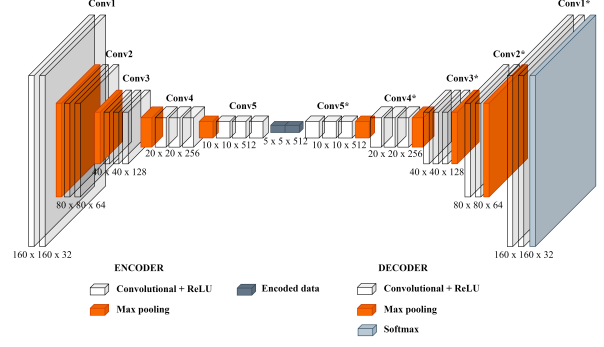 Conv1
Conv1*
Conv2
Conv2*
Conv3
Conv3*
Conv4
Conv5
Conv5*
Conv4*
5 x 5 x 512
10 x 10 x 512
10 x 10 x 512
20 x 20 x 256
20 x 20 x 256
40 x 40 x 128
40 x 40 x 128
80 x 80 x 64
80 x 80 x 64
160 x 160 x 32
160 x 160 x 32
ENCODER
DECODER
Convolutional + ReLU
Encoded data
Convolutional + ReLU
Max pooling
Max pooling
Softmax